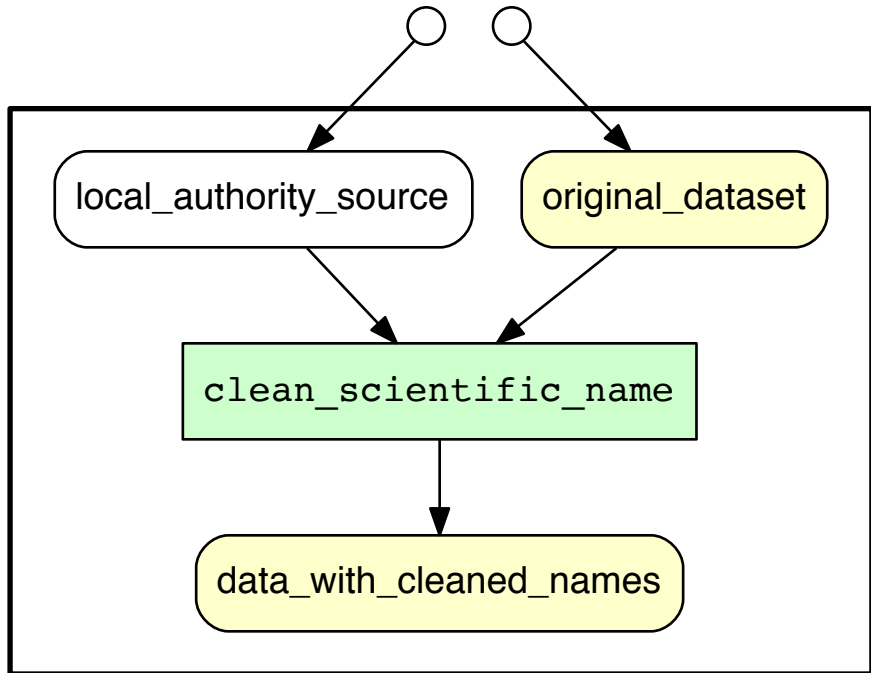 local_authority_source
original_dataset
clean_scientific_name
data_with_cleaned_names